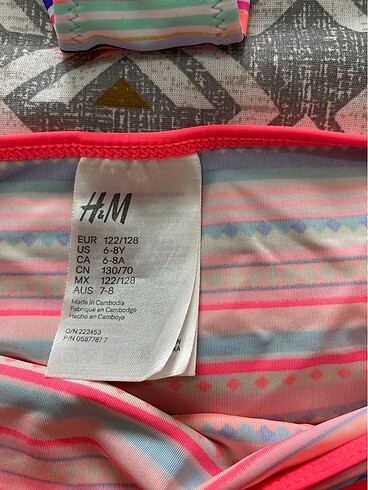 H&M
EUR 122/128
US 6-8Y
CA 6-8A
CN 130/70
MX 122/128
AUS 7-8
Made in Cambodia
Fabriqué en Cambodge
Hecho en Camboya
O/N 222453
P/N 0587787 7